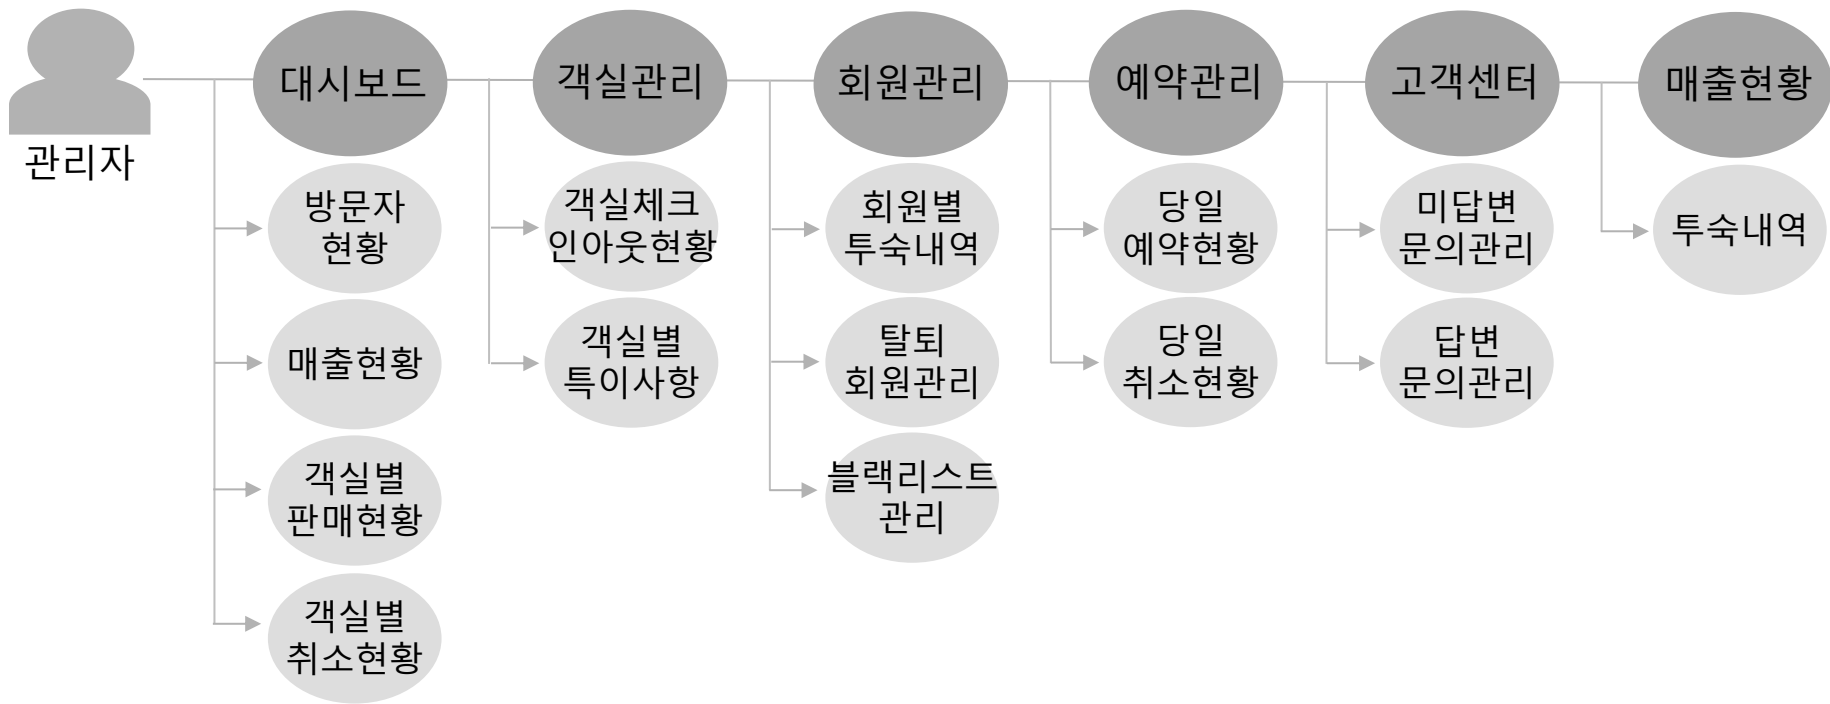 관리자
대시보드
방문자
현황
매출현황
객실별
판매현황
객실별
취소현황
객실관리
객실체크
인아웃현황
객실별
특이사항
회원관리
회원별
투숙내역
탈퇴
회원관리
블랙리스트
관리
예약관리
당일
예약현황
당일
취소현황
고객센터
미답변
문의관리
답변
문의관리
매출현황
투숙내역